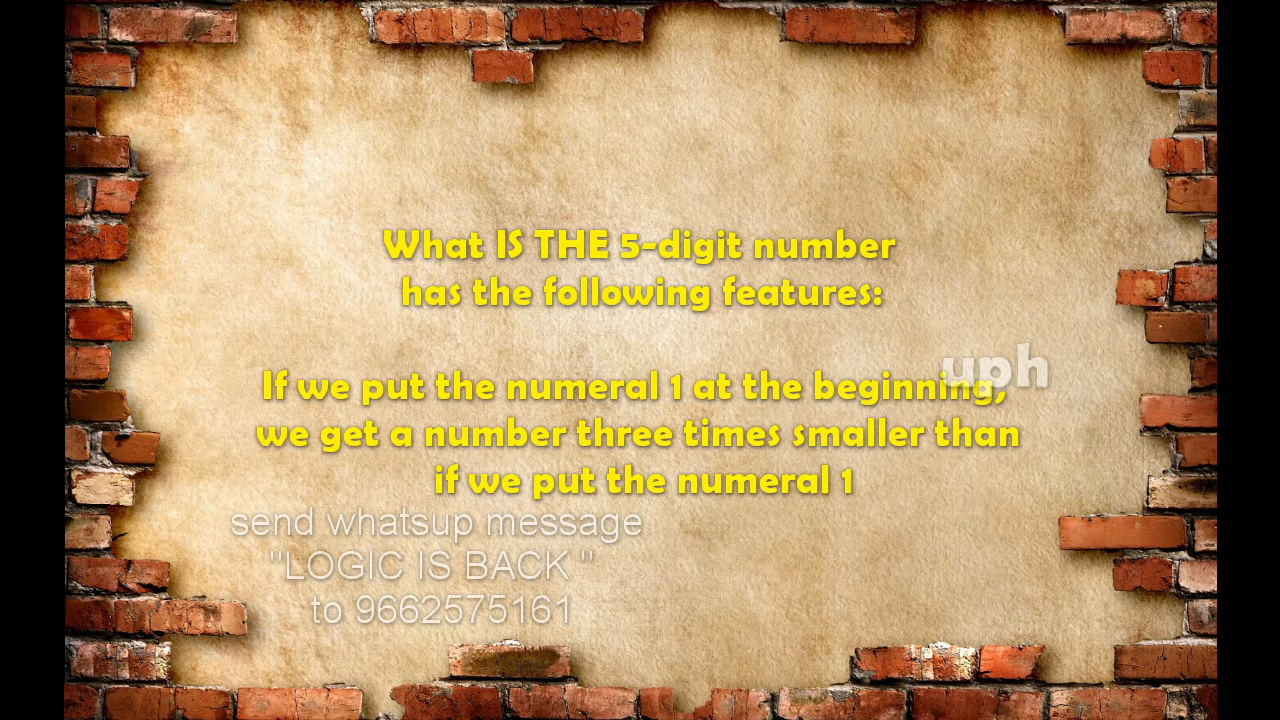 What IS THE 5-digit number
has the following features:
If we put the numeral 1 at the beginning,
uph
we get a number three times smaller than
if we put the numeral 1
send whatsup message
"LOGIC IS BACK "
to 9662575161